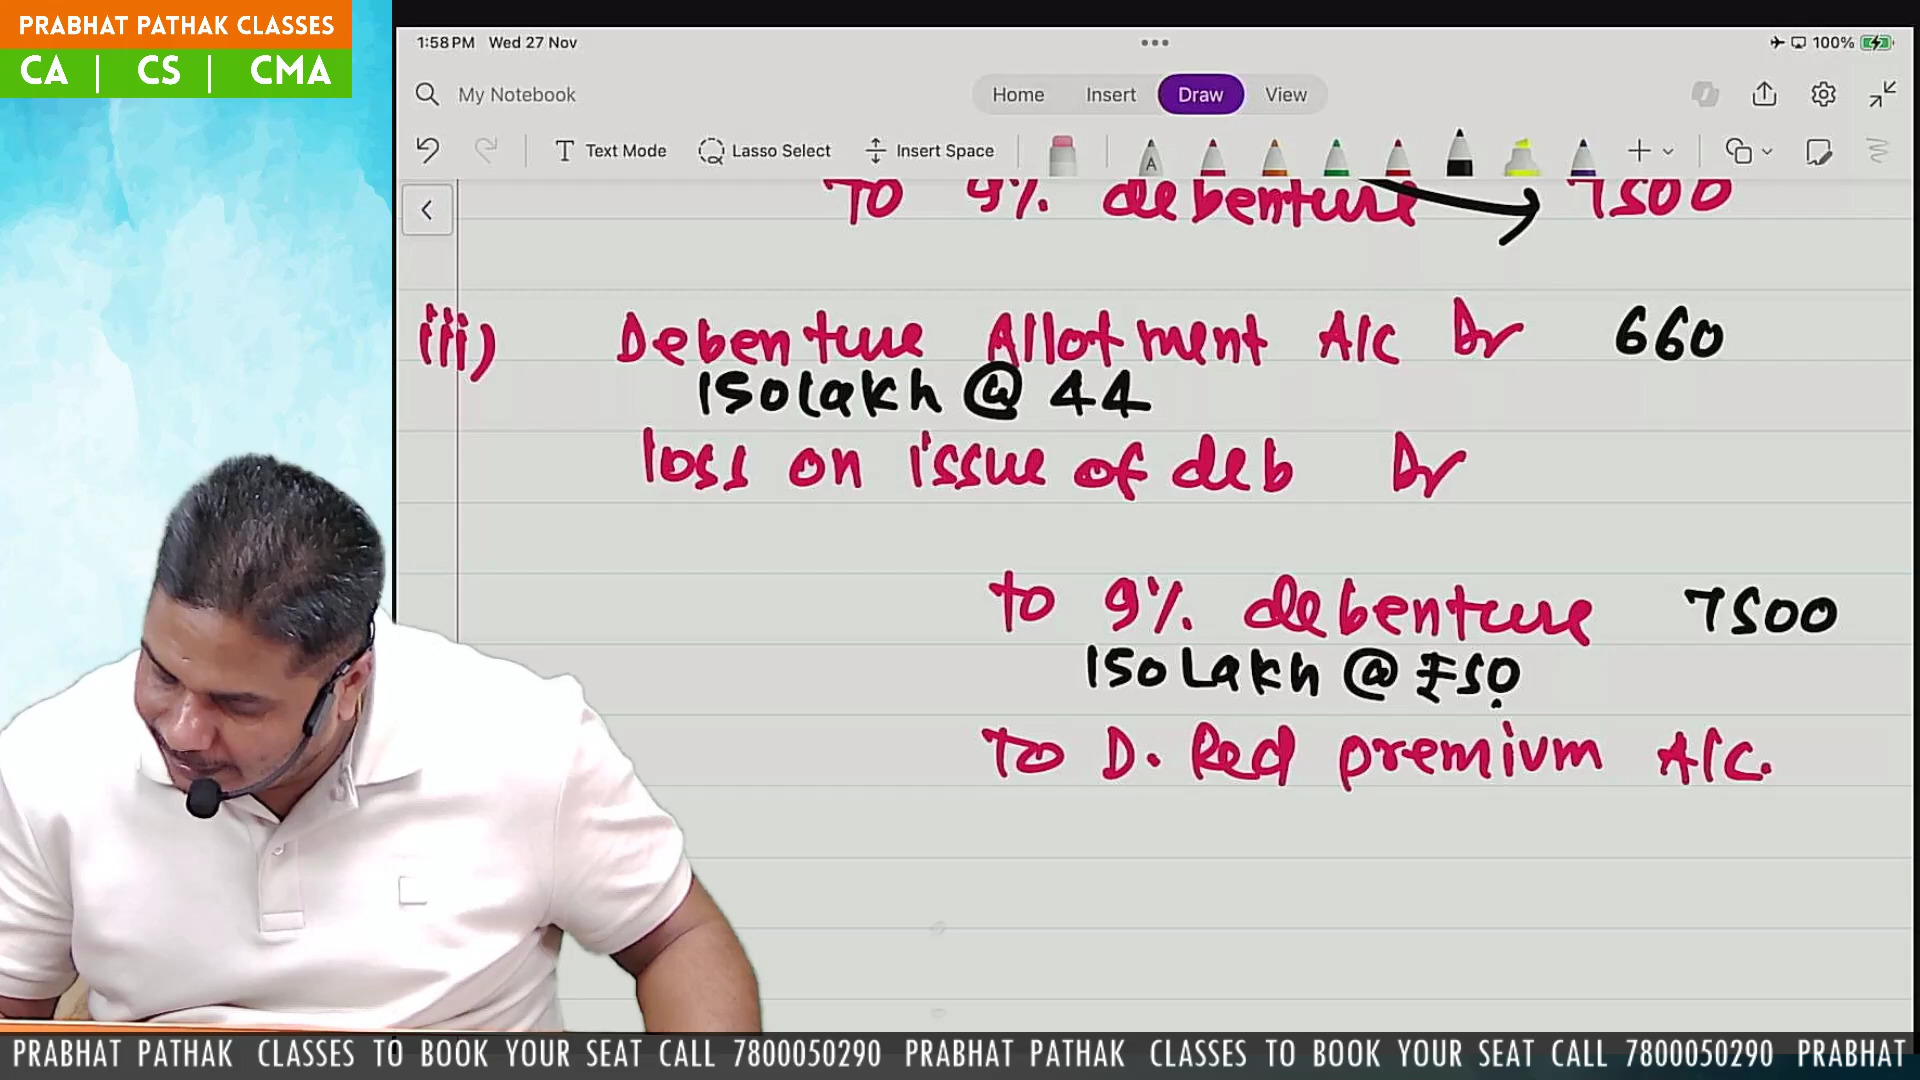 PRABHAT PATHAK CLASSES
CA | CS | CMA
1:58 PM Wed 27 Nov
100%
My Notebook
Home Insert Draw View
Text Mode Lasso Select Insert Space
A
To 9% debenture 7500
iii) Debenture Allotment A/c Dr 660
150lakh @ 44
loss on issue of deb Dr
to 9% debenture 7500
150 Lakh @ ₹50
To D. Red premium A/c.
PRABHAT PATHAK CLASSES TO BOOK YOUR SEAT CALL 7800050290 PRABHAT PATHAK CLASSES TO BOOK YOUR SEAT CALL 7800050290 PRABHAT